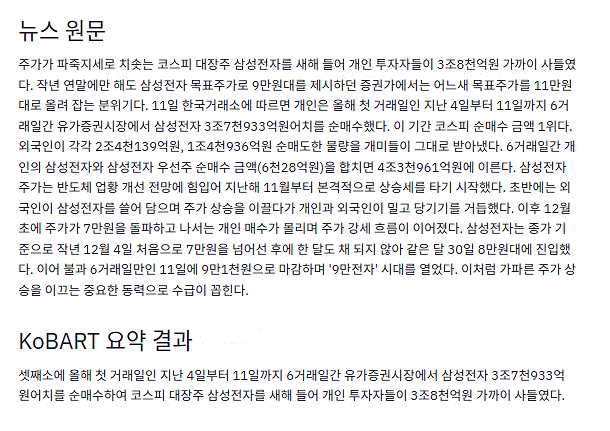 뉴스 원문
주가가 파죽지세로 치솟는 코스피 대장주 삼성전자를 새해 들어 개인 투자자들이 3조8천억원 가까이 사들였
다. 작년 연말에만 해도 삼성전자 목표주가로 9만원대를 제시하던 증권가에서는 어느새 목표주가를 11만원
대로 올려 잡는 분위기다. 11일 한국거래소에 따르면 개인은 올해 첫 거래일인 지난 4일부터 11일까지 6거
래일간 유가증권시장에서 삼성전자 3조7천933억원어치를 순매수했다. 이 기간 코스피 순매수 금액 1위다.
외국인이 각각 2조4천139억원, 1조4천936억원 순매도한 물량을 개미들이 그대로 받아냈다. 6거래일간 개
인의 삼성전자와 삼성전자 우선주 순매수 금액(6천28억원)을 합치면 4조3천961억원에 이른다. 삼성전자
주가는 반도체 업황 개선 전망에 힘입어 지난해 11월부터 본격적으로 상승세를 타기 시작했다. 초반에는 외
국인이 삼성전자를 쓸어 담으며 주가 상승을 이끌다가 개인과 외국인이 밀고 당기기를 거듭했다. 이후 12월
초에 주가가 7만원을 돌파하고 나서는 개인 매수가 몰리며 주가 강세 흐름이 이어졌다. 삼성전자는 종가 기
준으로 작년 12월 4일 처음으로 7만원을 넘어선 후에 한 달도 채 되지 않아 같은 달 30일 8만원대에 진입했
다. 이어 불과 6거래일만인 11일에 9만1천원으로 마감하며 '9만전자' 시대를 열었다. 이처럼 가파른 주가 상
승을 이끄는 중요한 동력으로 수급이 꼽힌다.
KoBART 요약 결과
셋째소에 올해 첫 거래일인 지난 4일부터 11일까지 6거래일간 유가증권시장에서 삼성전자 3조7천933억
원어치를 순매수하여 코스피 대장주 삼성전자를 새해 들어 개인 투자자들이 3조8천억원 가까이 사들였다.